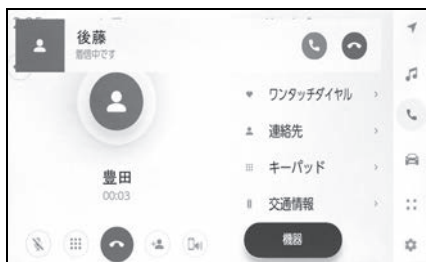 後藤
着信中です
ワンタッチダイヤル
連絡先
豊田
00:03
キーパッド
交通情報
機器